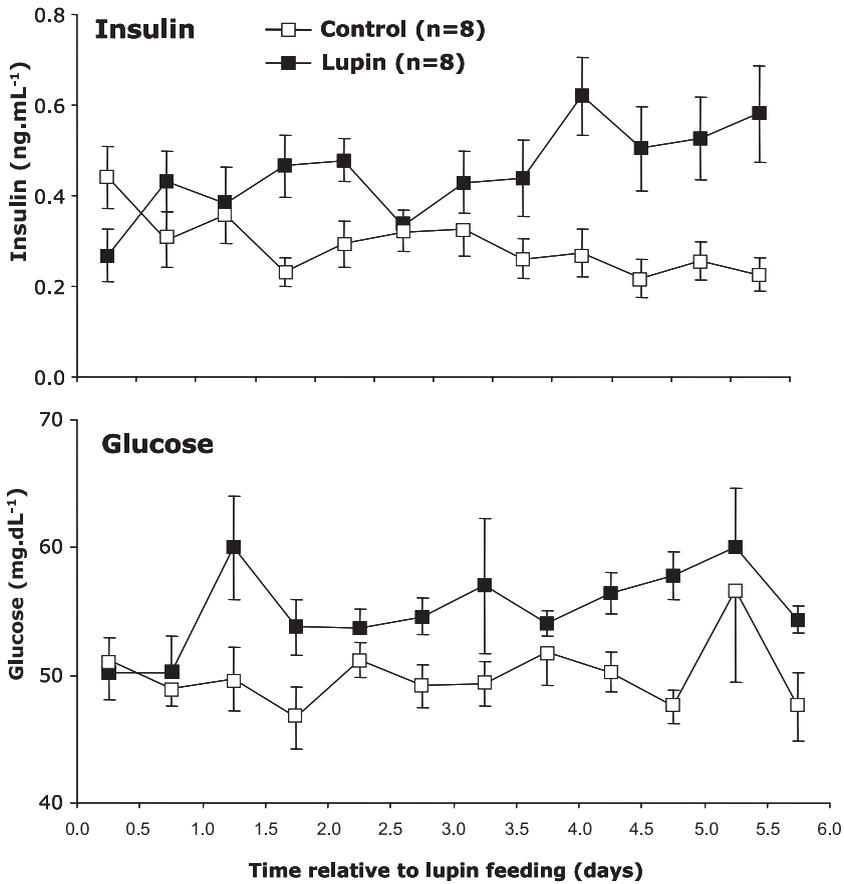 Insulin
Control (n=8)
Lupin (n=8)
Insulin (ng.mL-1)
0.8
0.6
0.4
0.2
0.0
Glucose
Glucose (mg.dL-1)
70
60
50
40
0.0 0.5 1.0 1.5 2.0 2.5 3.0 3.5 4.0 4.5 5.0 5.5 6.0
Time relative to lupin feeding (days)